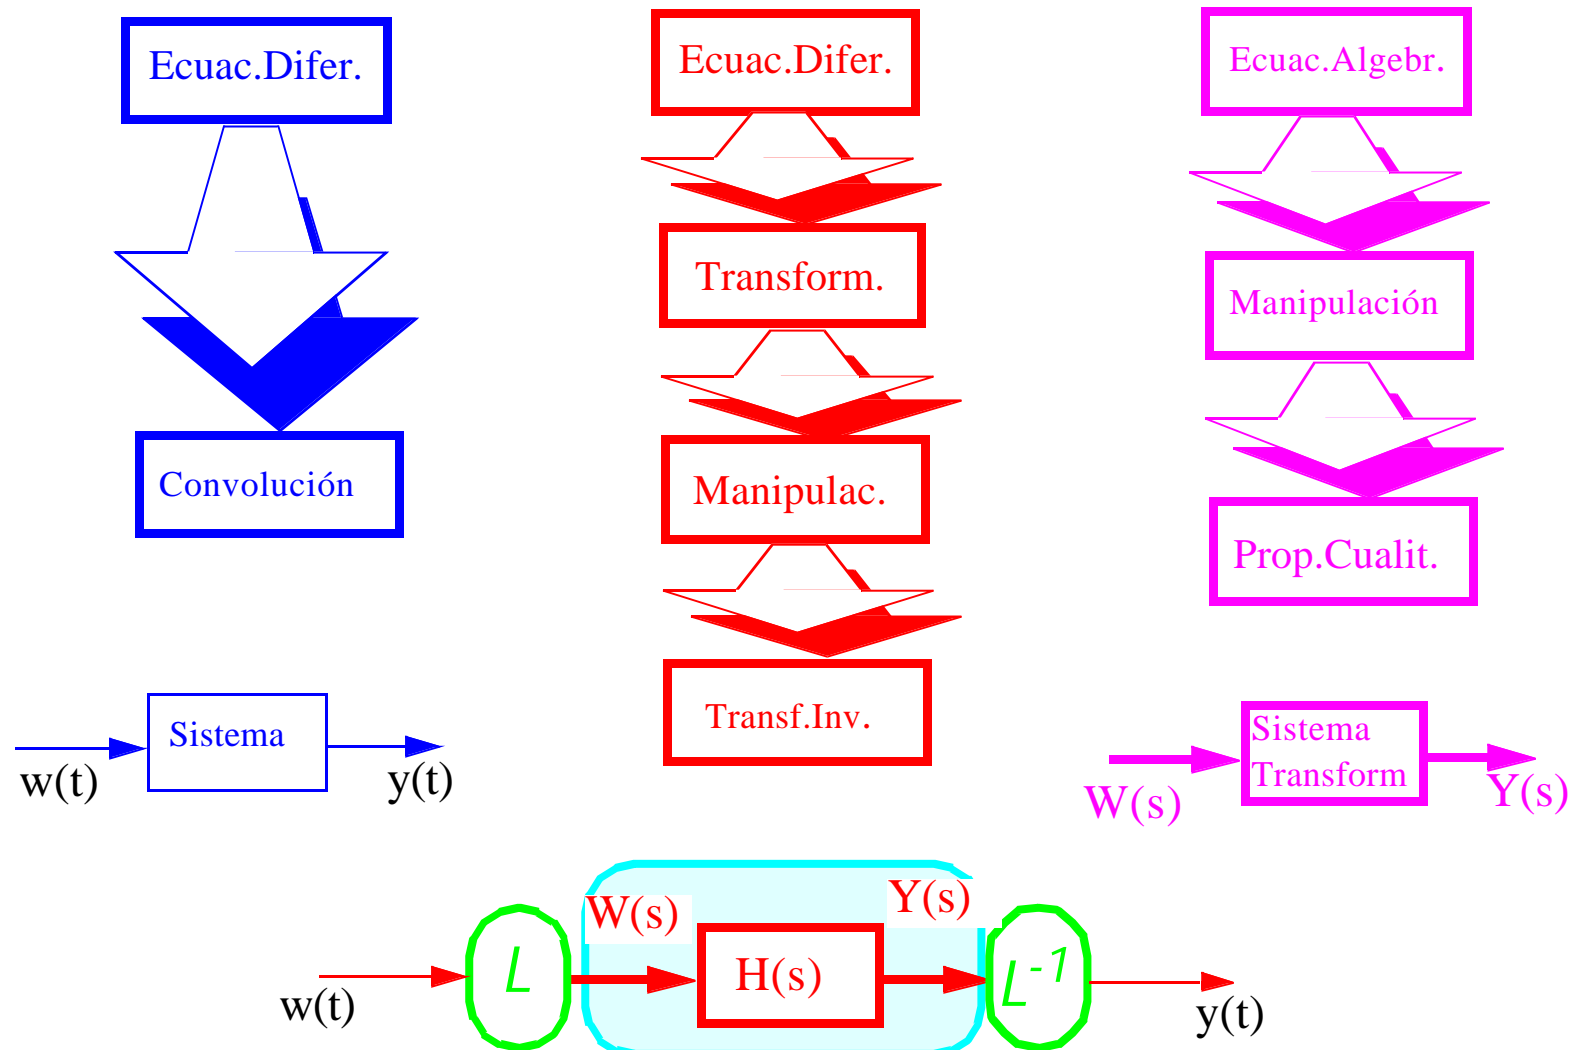 Ecuac.Difer.
Convolución
Sistema
w(t)
y(t)
Ecuac.Difer.
Transform.
Manipulac.
Transf.Inv.
Ecuac.Algebr.
Manipulación
Prop.Cualit.
Sistema
Transform
W(s)
Y(s)
w(t)
L
W(s)
H(s)
Y(s)
L⁻¹
y(t)